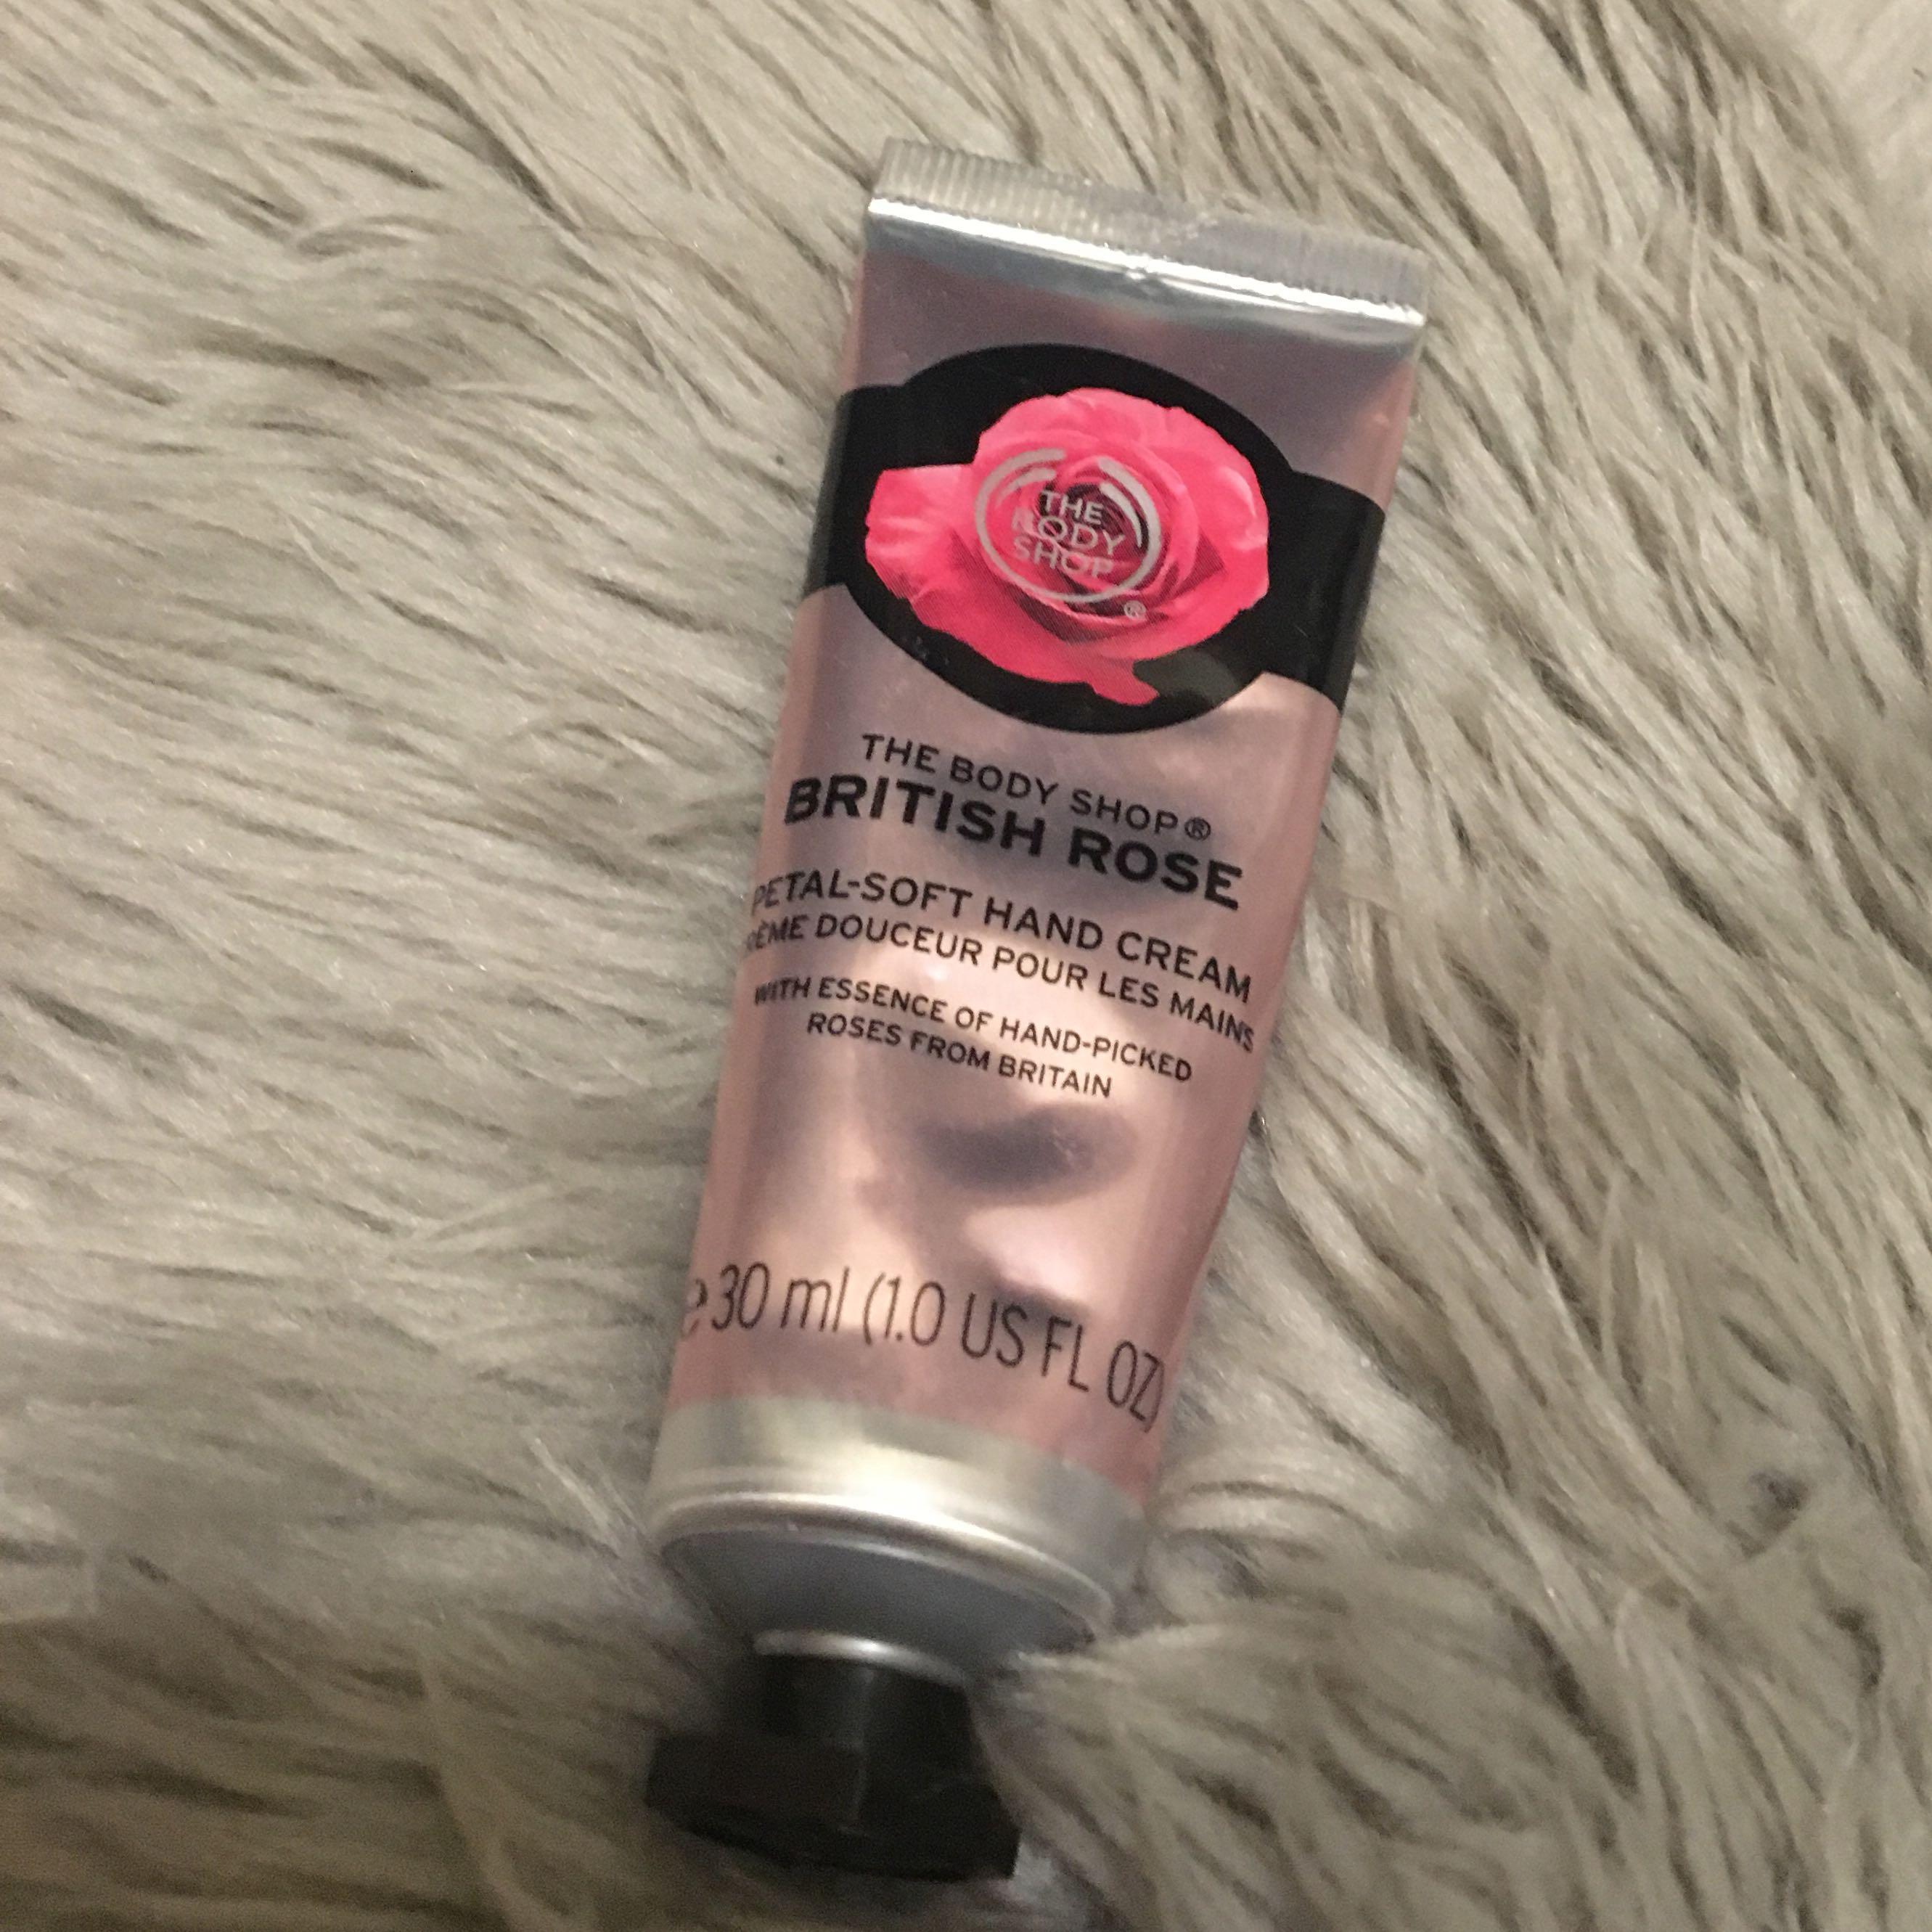 THE
BODY
SHOP
®
THE BODY SHOP®
BRITISH ROSE
PETAL-SOFT HAND CREAM
CRÈME DOUCEUR POUR LES MAINS
WITH ESSENCE OF HAND-PICKED
ROSES FROM BRITAIN
e 30 ml (1.0 US FL OZ)